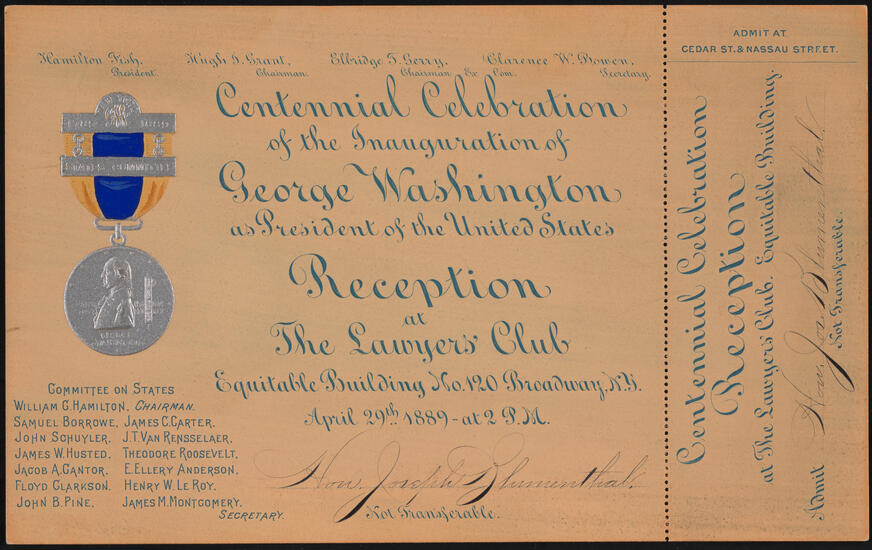 Hamilton Fish, Hugh J. Grant, Elbridge T. Gerry, Clarence W. Bowen,
President. Chairman. Chairman Ex Com. Secretary.
Centennial Celebration
of the Inauguration of
George Washington
as President of the United States
Reception
at
The Lawyers' Club
Equitable Building No. 120 Broadway, N.Y.
April 29th 1889 - at 2 P.M.
Hon. Joseph Blumenthal.
Not Transferable.
STATES COMMITTEE
GEORGE
WASHINGTON
COMMITTEE ON STATES
WILLIAM G. HAMILTON, CHAIRMAN.
SAMUEL BORROWE, JAMES C. CARTER.
JOHN SCHUYLER, J.T. VAN RENSSELAER,
JAMES W. HUSTED, THEODORE ROOSEVELT,
JACOB A. CANTOR, E. ELLERY ANDERSON.
FLOYD CLARKSON. HENRY W. LE ROY.
JOHN B. PINE, JAMES M. MONTGOMERY.
SECRETARY.
ADMIT AT
CEDAR ST. & NASSAU STREET.
Centennial Celebration
Reception
at The Lawyers' Club. Equitable Building.
Admit Hon. Jos. Blumenthal.
Not Transferable.